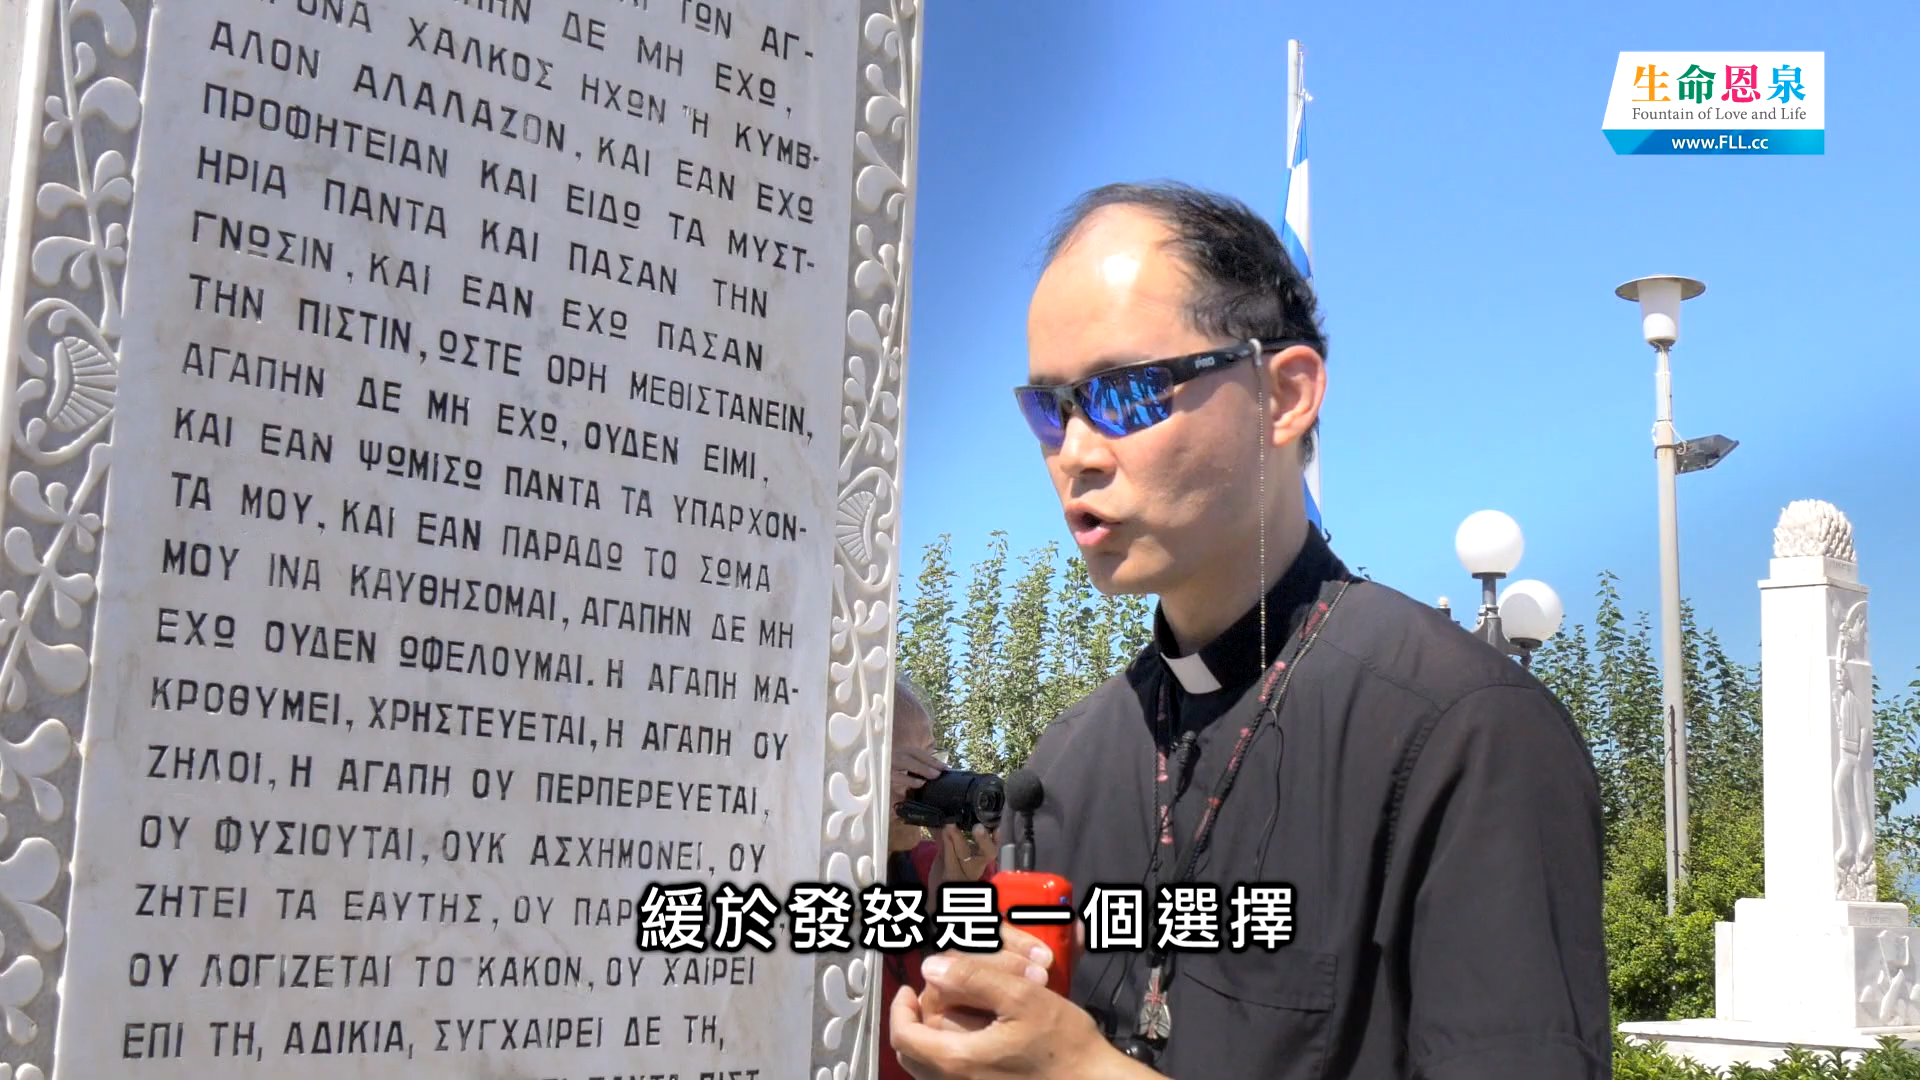 ΑΓ-
ΧΑΛΚΟΣ ΗΧΩΝ Ή ΚΥΜΒ-
ΑΛΟΝ ΑΛΑΛΑΖΟΝ, ΚΑΙ ΕΑΝ ΕΧΩ
ΠΡΟΦΗΤΕΙΑΝ ΚΑΙ ΕΙΔΩ ΤΑ ΜΥΣΤ-
ΗΡΙΑ ΠΑΝΤΑ ΚΑΙ ΠΑΣΑΝ ΤΗΝ
ΓΝΩΣΙΝ, ΚΑΙ ΕΑΝ ΕΧΩ ΠΑΣΑΝ
ΤΗΝ ΠΙΣΤΙΝ, ΩΣΤΕ ΟΡΗ ΜΕΘΙΣΤΑΝΕΙΝ,
ΑΓΑΠΗΝ ΔΕ ΜΗ ΕΧΩ, ΟΥΔΕΝ ΕΙΜΙ,
ΚΑΙ ΕΑΝ ΨΩΜΙΣΩ ΠΑΝΤΑ ΤΑ ΥΠΑΡΧΟΝ-
ΤΑ ΜΟΥ, ΚΑΙ ΕΑΝ ΠΑΡΑΔΩ ΤΟ ΣΩΜΑ
ΜΟΥ ΙΝΑ ΚΑΥΘΗΣΟΜΑΙ, ΑΓΑΠΗΝ ΔΕ ΜΗ
ΕΧΩ ΟΥΔΕΝ ΩΦΕΛΟΥΜΑΙ. Η ΑΓΑΠΗ ΜΑ-
ΚΡΟΘΥΜΕΙ, ΧΡΗΣΤΕΥΕΤΑΙ, Η ΑΓΑΠΗ ΟΥ
ΖΗΛΟΙ, Η ΑΓΑΠΗ ΟΥ ΠΕΡΠΕΡΕΥΕΤΑΙ,
ΟΥ ΦΥΣΙΟΥΤΑΙ, ΟΥΚ ΑΣΧΗΜΟΝΕΙ, ΟΥ
ΖΗΤΕΙ ΤΑ ΕΑΥΤΗΣ, ΟΥ
ΟΥ ΛΟΓΙΖΕΤΑΙ ΤΟ ΚΑΚΟΝ, ΟΥ ΧΑΙΡΕΙ
ΕΠΙ ΤΗ, ΑΔΙΚΙΑ, ΣΥΓΧΑΙΡΕΙ ΔΕ ΤΗ,
生命恩泉
Fountain of Love and Life
www.FLL.cc
緩於發怒是一個選擇